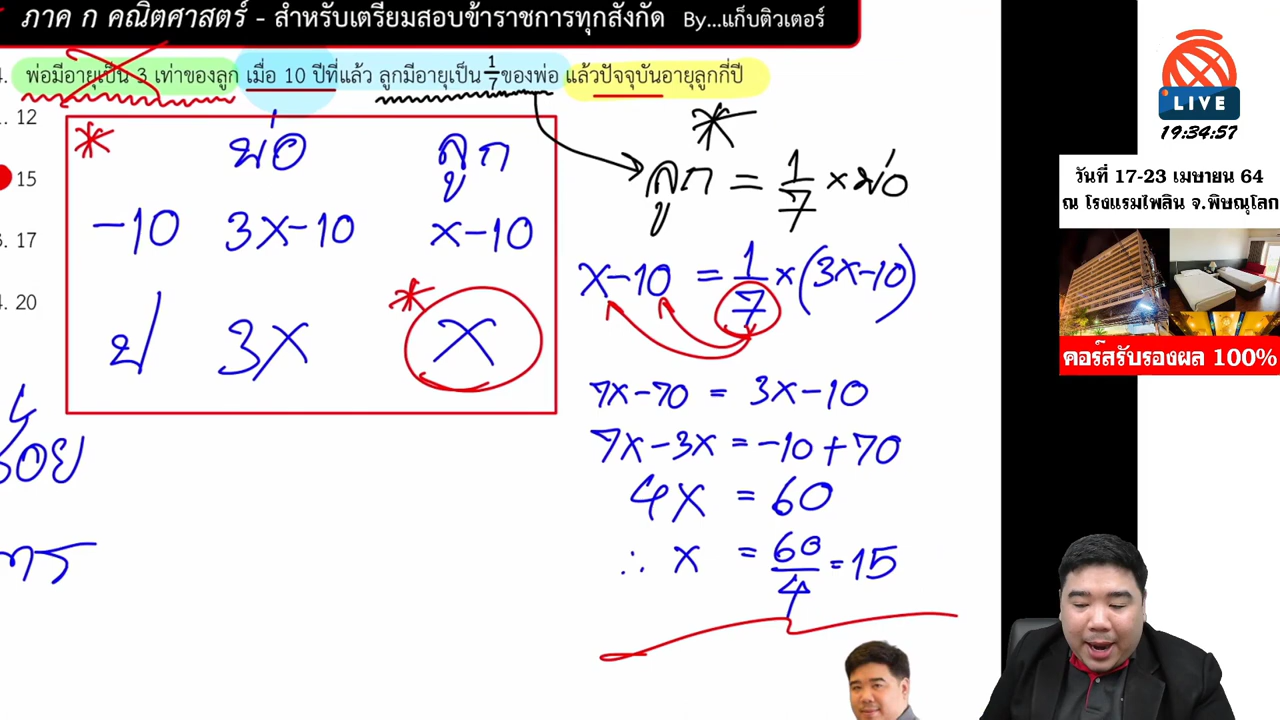 ภาค ก คณิตศาสตร์ - สำหรับเตรียมสอบข้าราชการทุกสังกัด By...แก็บติวเตอร์
4. พ่อมีอายุเป็น 3 เท่าของลูก เมื่อ 10 ปีที่แล้ว ลูกมีอายุเป็น 1/7 ของพ่อ แล้วปัจจุบันอายุลูกกี่ปี
. 12
15
3. 17
4. 20
* พ่อ ลูก
-10 3x-10 x-10
ป 3x * x
*
ลูก = 1/7 × พ่อ
x-10 = 1/7 × (3x-10)
7x-70 = 3x-10
7x-3x = -10+70
4x = 60
∴ x = 60/4 = 15
LIVE
19:34:57
วันที่ 17-23 เมษายน 64
ณ โรงแรมไพลิน จ.พิษณุโลก
คอร์สรับรองผล 100%